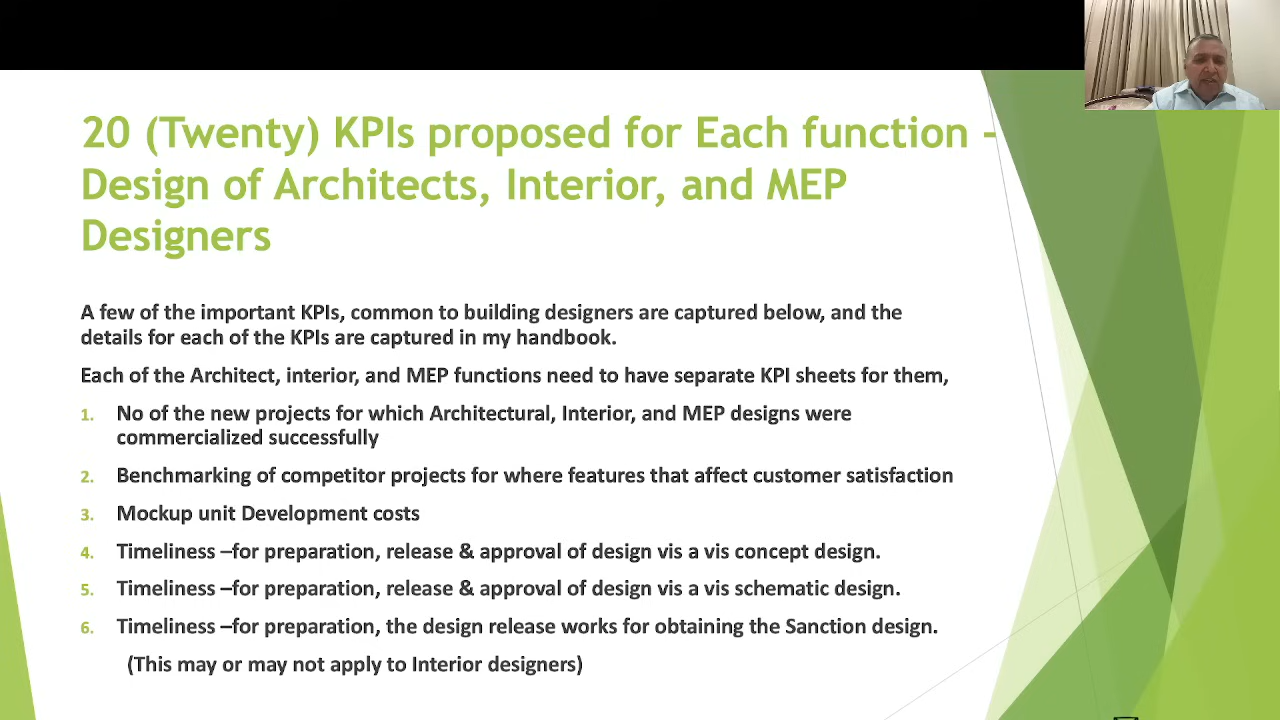 20 (Twenty) KPIs proposed for Each function –
Design of Architects, Interior, and MEP
Designers
A few of the important KPIs, common to building designers are captured below, and the
details for each of the KPIs are captured in my handbook.
Each of the Architect, interior, and MEP functions need to have separate KPI sheets for them,
1. No of the new projects for which Architectural, Interior, and MEP designs were
commercialized successfully
2. Benchmarking of competitor projects for where features that affect customer satisfaction
3. Mockup unit Development costs
4. Timeliness –for preparation, release & approval of design vis a vis concept design.
5. Timeliness –for preparation, release & approval of design vis a vis schematic design.
6. Timeliness –for preparation, the design release works for obtaining the Sanction design.
(This may or may not apply to Interior designers)